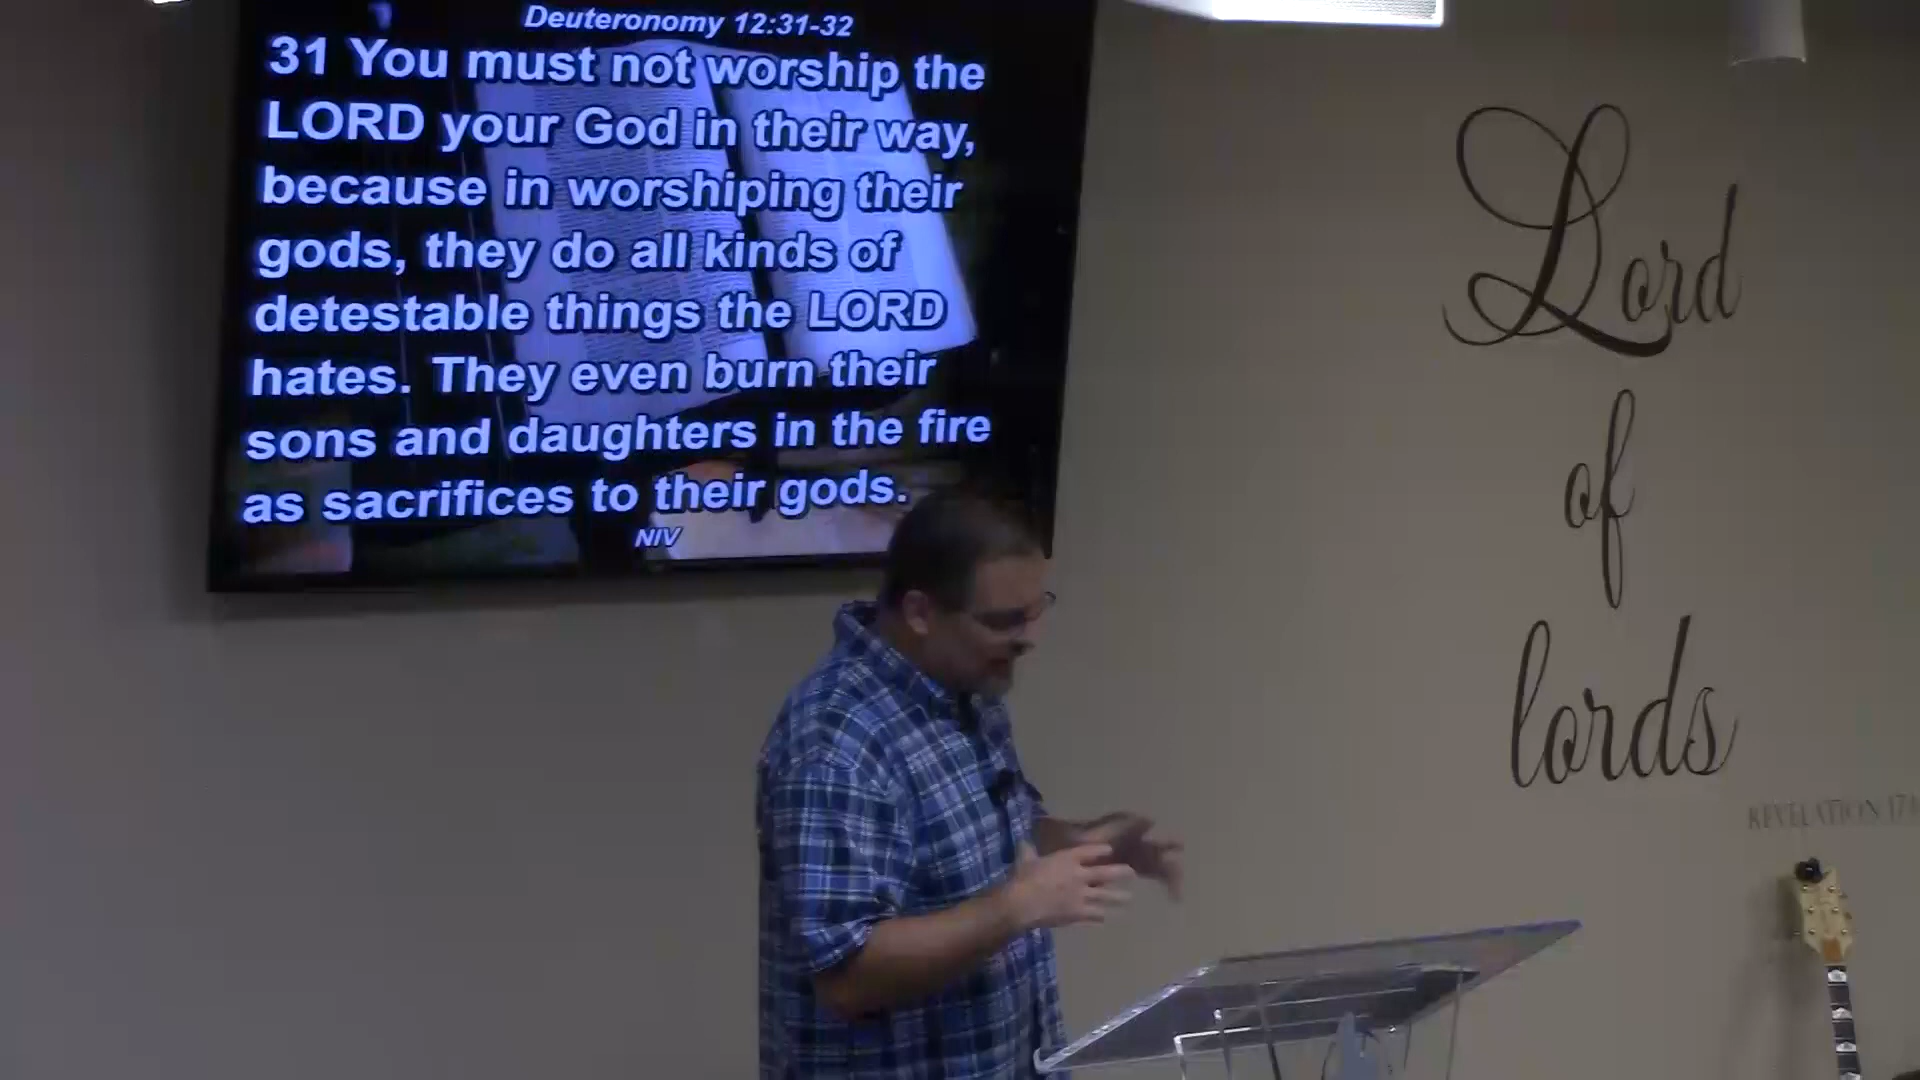 Deuteronomy 12:31-32
31 You must not worship the
LORD your God in their way,
because in worshiping their
gods, they do all kinds of
detestable things the LORD
hates. They even burn their
sons and daughters in the fire
as sacrifices to their gods.
NIV
Lord
of
lords
REVELATION